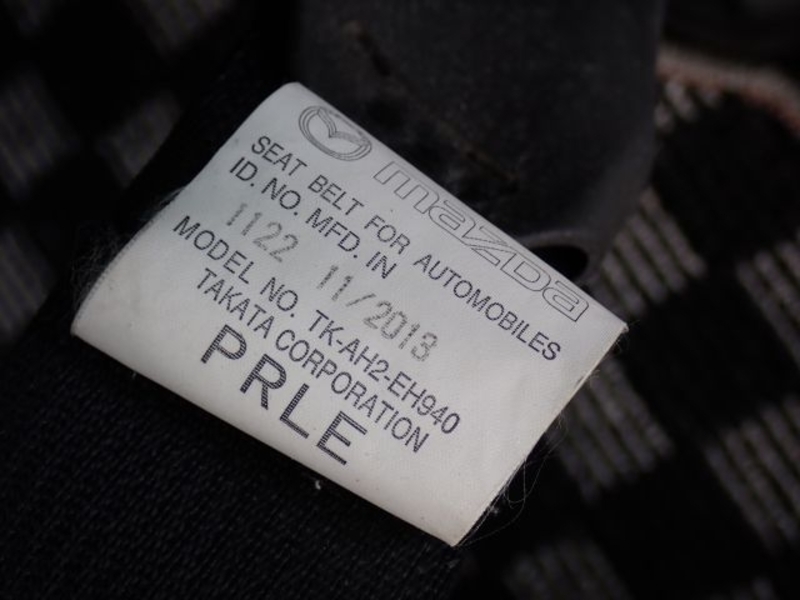 mazda
SEAT BELT FOR AUTOMOBILES
ID. NO. MFD. IN
1122 11/2013
MODEL NO. TK-AH2-EH940
TAKATA CORPORATION
PRLE